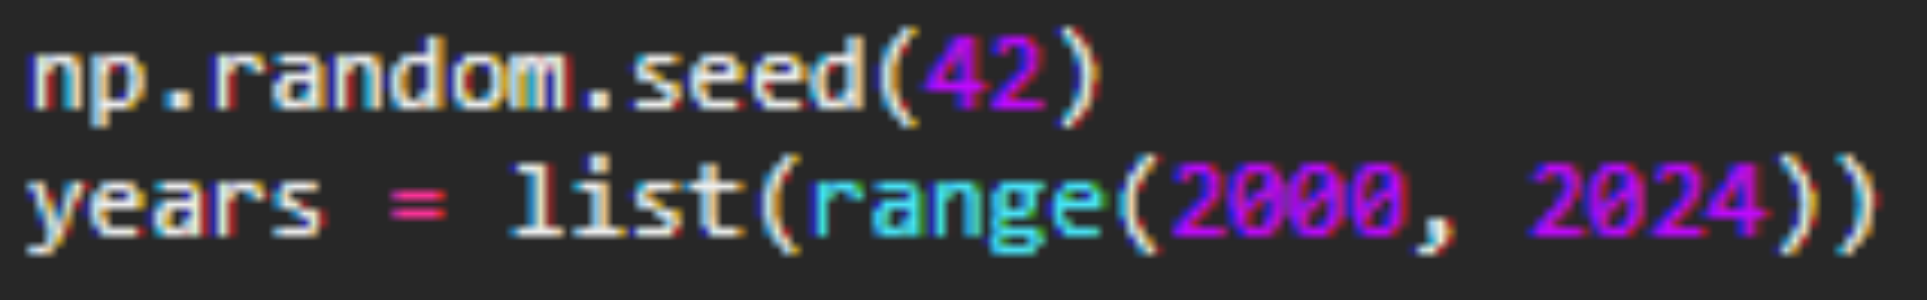 np.random.seed(42)
years = list(range(2000, 2024))